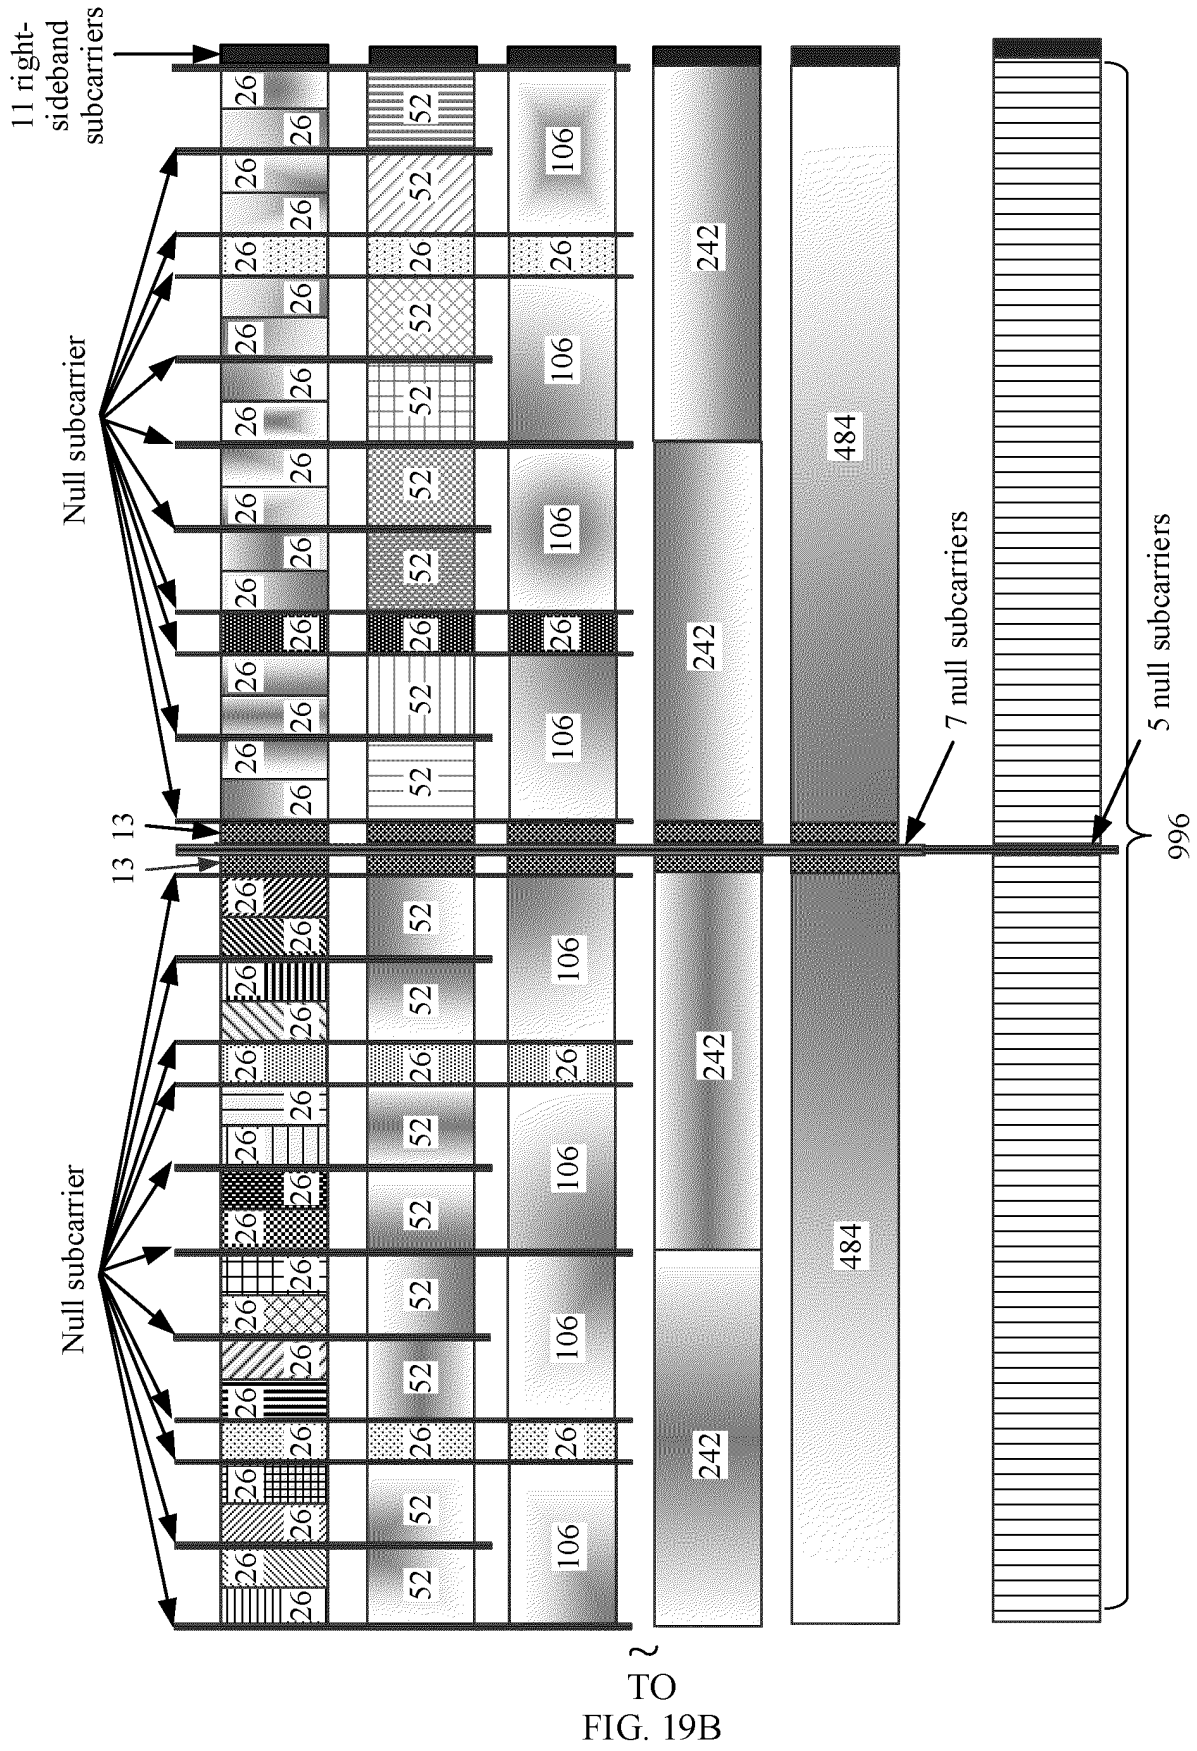 11 right-
sideband
subcarriers
Null subcarrier
Null subcarrier
13
13
26 26 26 26 26 26 26 26 26 26 26 26 26 26 26 26 26 26 26 26 26 26 26 26 26 26 26 26 26 26 26 26 26 26 26 26
52 52 26 52 52 52 52 26 52 52 52 52 26 52 52 52 52 26 52 52
106 26 106 106 26 106 106 26 106 106 26 106
242 242 242 242
484 484
7 null subcarriers
5 null subcarriers
996
~
TO
FIG. 19B